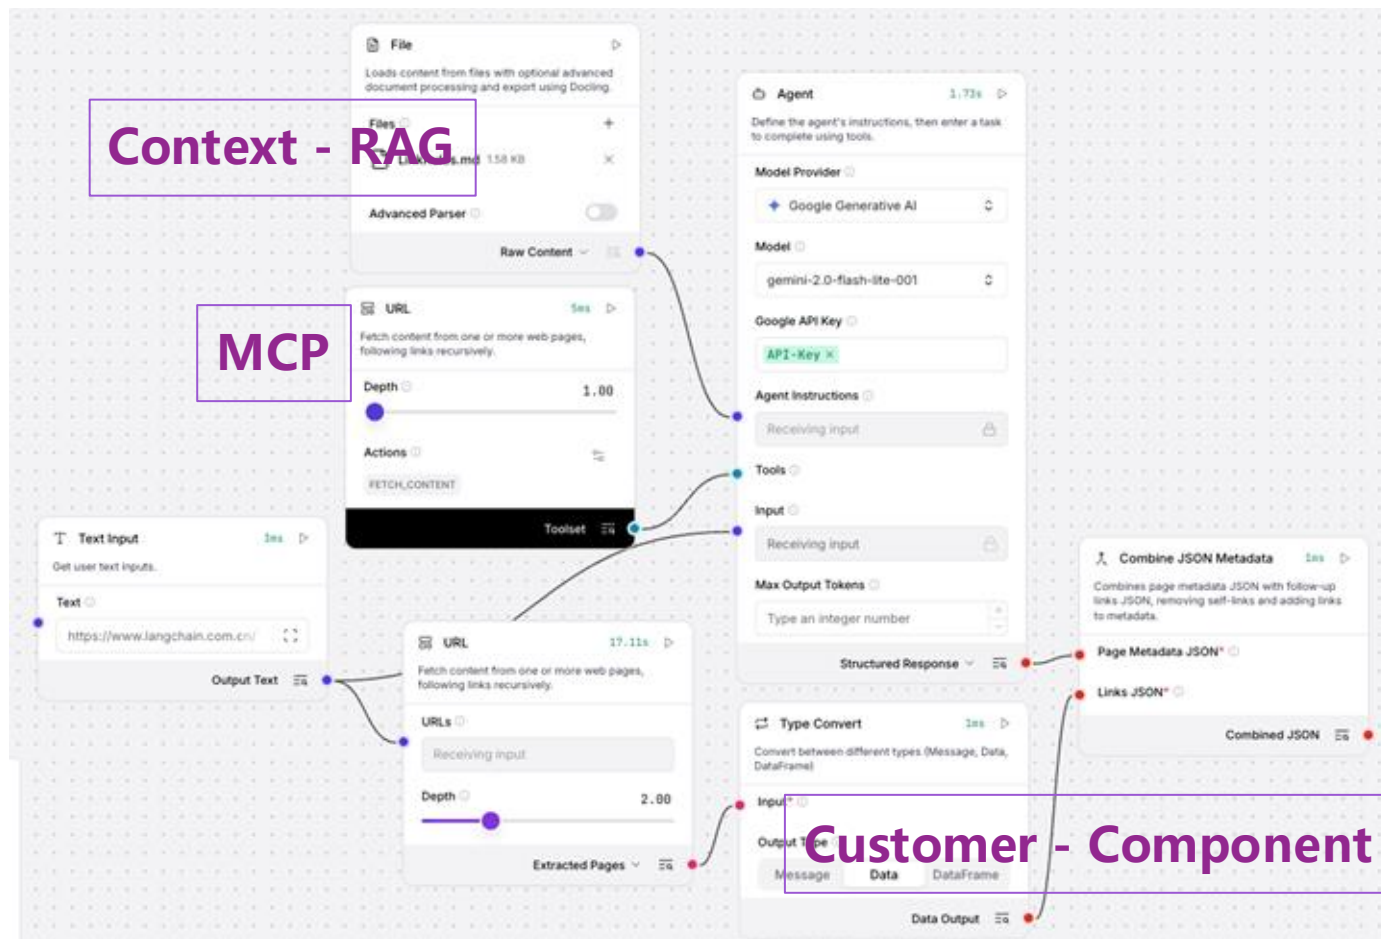 File
Loads content from files with optional advanced
document processing and export using Docling.
Files
1.58 KB
Context - RAG
Advanced Parser
Raw Content
URL
5ms
Fetch content from one or more web pages,
following links recursively.
MCP
Depth
1.00
Actions
FETCH_CONTENT
Toolset
Text Input
1ms
Get user text inputs.
Text
https://www.langchain.com.cn/
Output Text
URL
17.11s
Fetch content from one or more web pages,
following links recursively.
URLs
Receiving input
Depth
2.00
Extracted Pages
Agent
1.73s
Define the agent's instructions, then enter a task
to complete using tools.
Model Provider
Google Generative AI
Model
gemini-2.0-flash-lite-001
Google API Key
API-Key ×
Agent Instructions
Receiving input
Tools
Input
Receiving input
Max Output Tokens
Type an integer number
Structured Response
Type Convert
1ms
Convert between different types (Message, Data,
DataFrame)
Input*
Output Type
Message Data DataFrame
Customer - Component
Data Output
Combine JSON Metadata
1ms
Combines page metadata JSON with follow-up
links JSON, removing self-links and adding links
to metadata.
Page Metadata JSON*
Links JSON*
Combined JSON